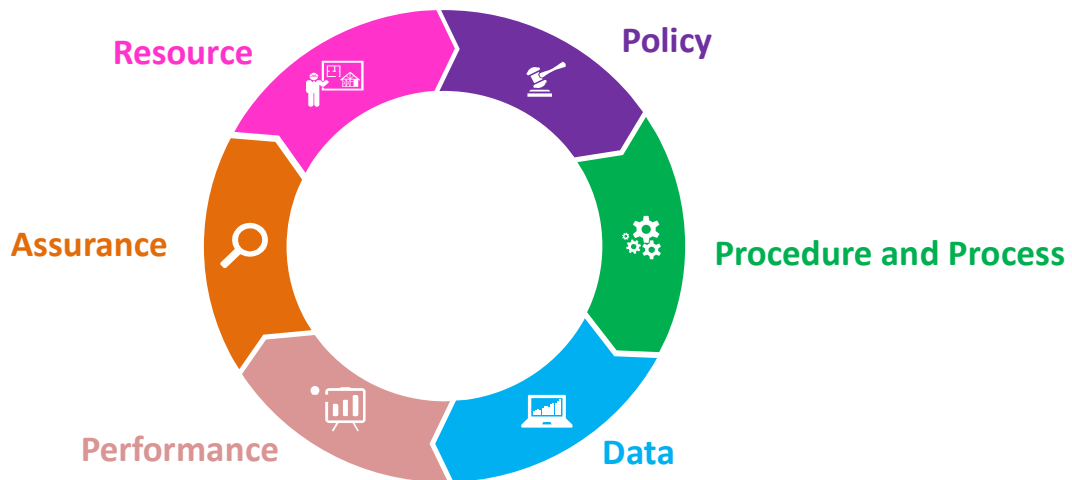 Resource
Policy
Assurance
Procedure and Process
Performance
Data